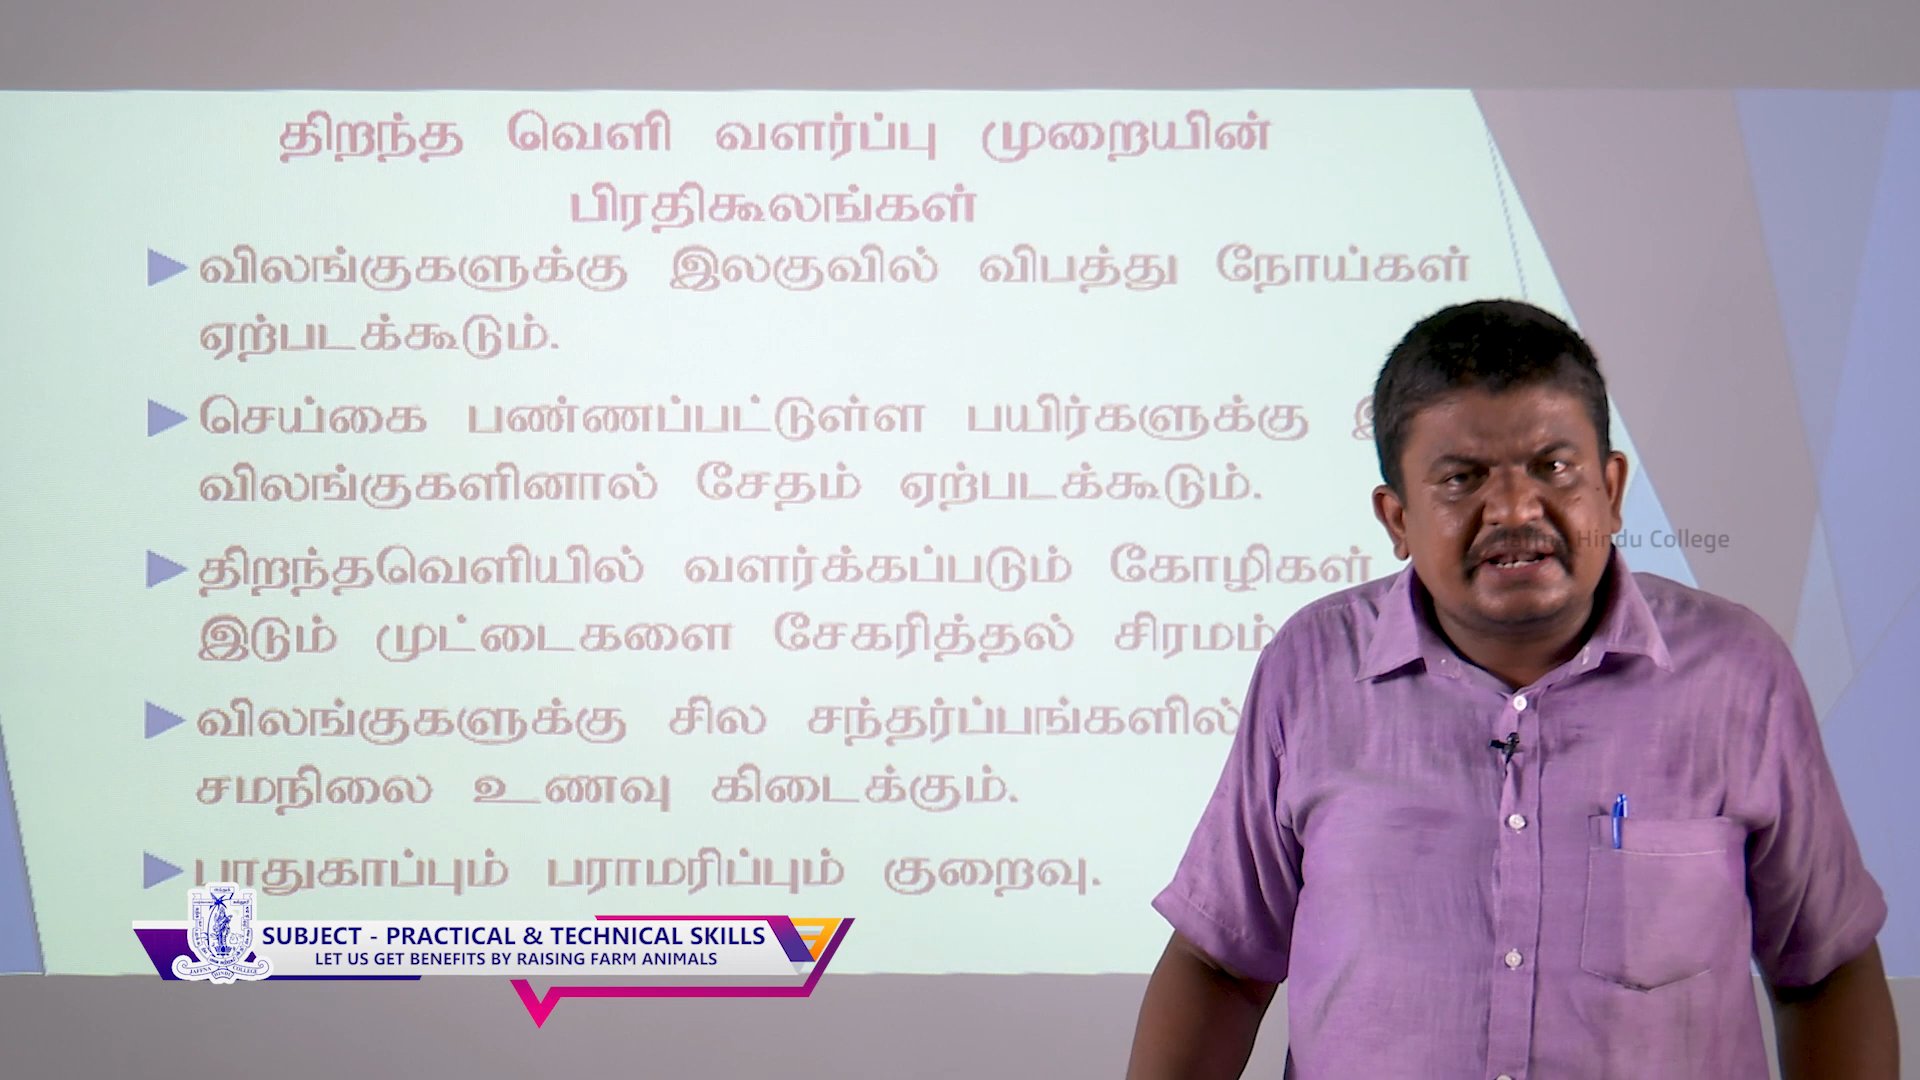 திறந்த வெளி வளர்ப்பு முறையின்
பிரதிகூலங்கள்
விலங்குகளுக்கு இலகுவில் விபத்து நோய்கள்
ஏற்படக்கூடும்.
செய்கை பண்ணப்பட்டுள்ள பயிர்களுக்கு
விலங்குகளினால் சேதம் ஏற்படக்கூடும்.
திறந்தவெளியில் வளர்க்கப்படும் கோழிகள்
இடும் முட்டைகளை சேகரித்தல் சிரமம்
விலங்குகளுக்கு சில சந்தர்ப்பங்களில்
சமநிலை உணவு கிடைக்கும்.
பாதுகாப்பும் பராமரிப்பும் குறைவு.
Hindu College
SUBJECT - PRACTICAL & TECHNICAL SKILLS
LET US GET BENEFITS BY RAISING FARM ANIMALS
JAFFNA HINDU COLLEGE